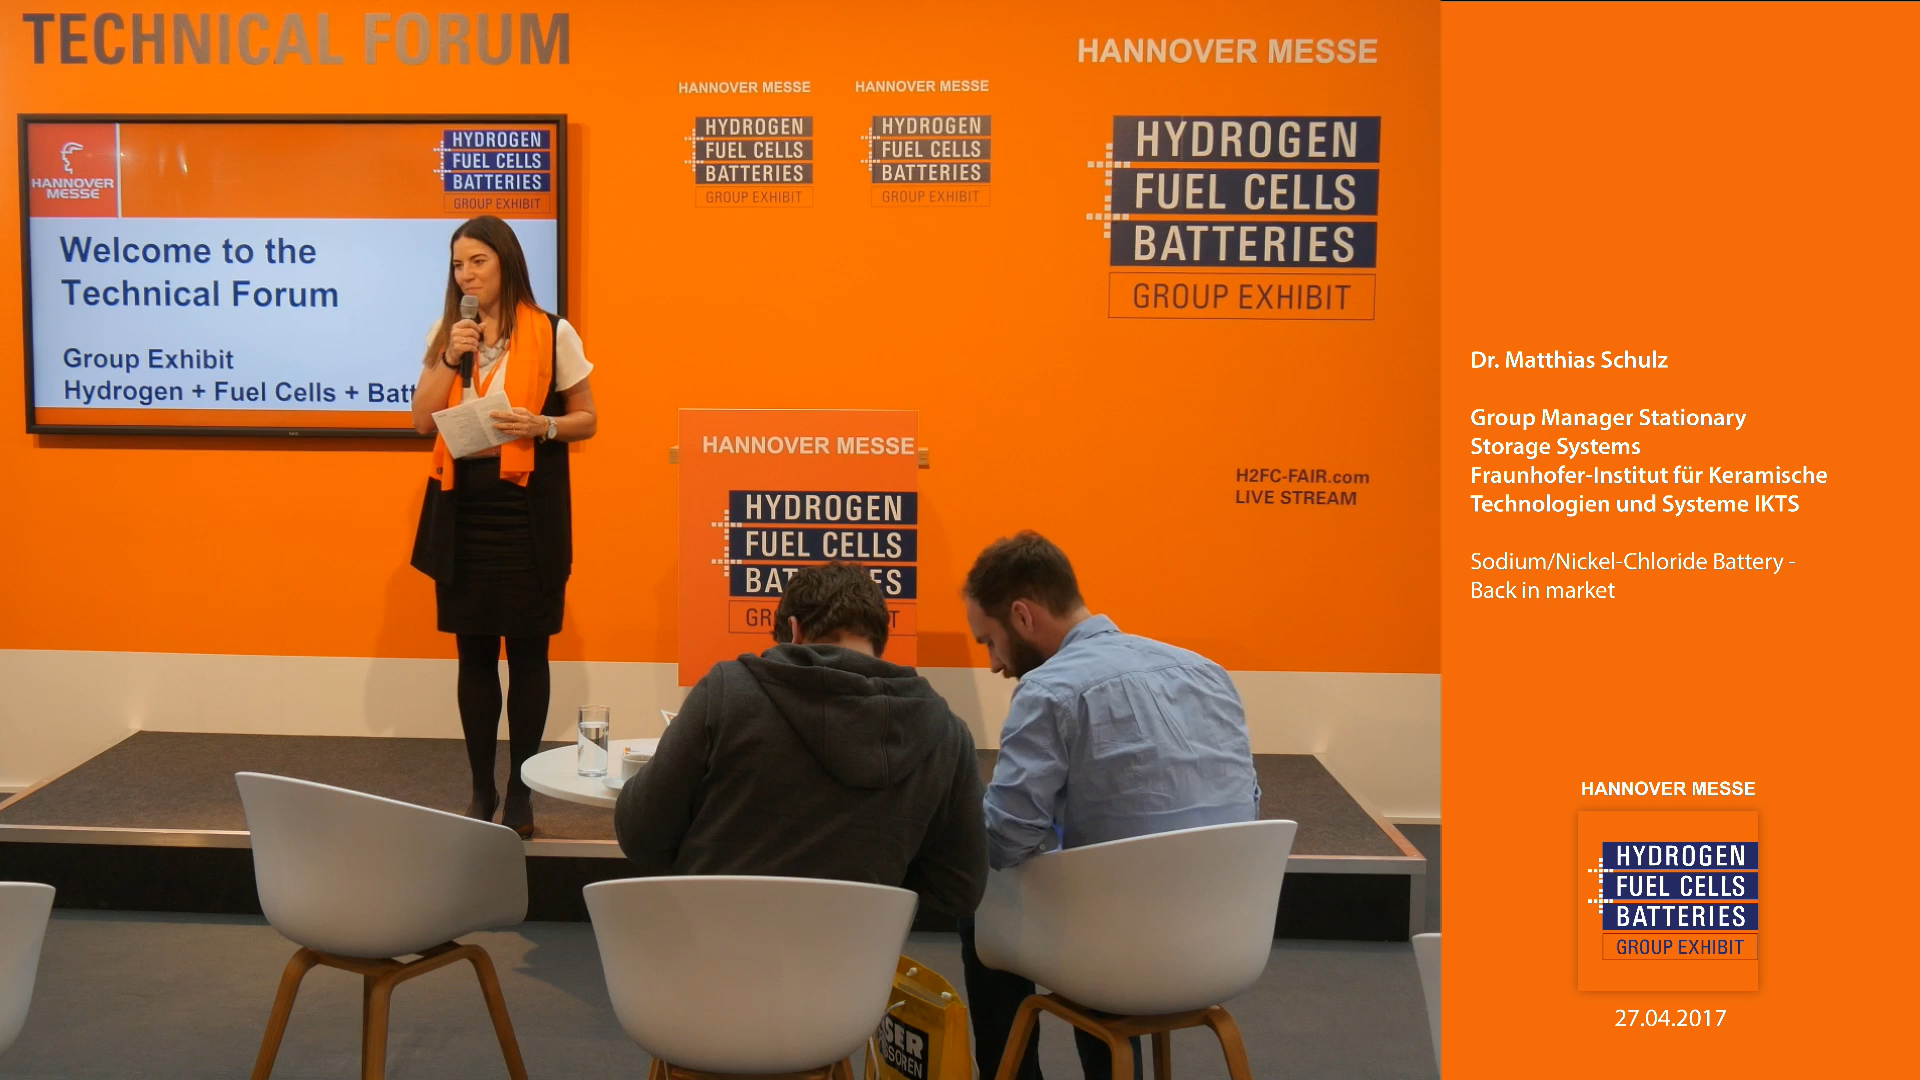 TECHNICAL FORUM
HANNOVER
MESSE
HYDROGEN
FUEL CELLS
BATTERIES
GROUP EXHIBIT
Welcome to the
Technical Forum
Group Exhibit
Hydrogen + Fuel Cells + Batt
HANNOVER MESSE
HYDROGEN
FUEL CELLS
BATTERIES
GROUP EXHIBIT
HANNOVER MESSE
HYDROGEN
FUEL CELLS
BATTERIES
GROUP EXHIBIT
HANNOVER MESSE
HYDROGEN
FUEL CELLS
BATTERIES
GROUP EXHIBIT
HANNOVER MESSE
HYDROGEN
FUEL CELLS
H2FC-FAIR.com
LIVE STREAM
Dr. Matthias Schulz
Group Manager Stationary
Storage Systems
Fraunhofer-Institut für Keramische
Technologien und Systeme IKTS
Sodium/Nickel-Chloride Battery -
Back in market
HANNOVER MESSE
HYDROGEN
FUEL CELLS
BATTERIES
GROUP EXHIBIT
27.04.2017